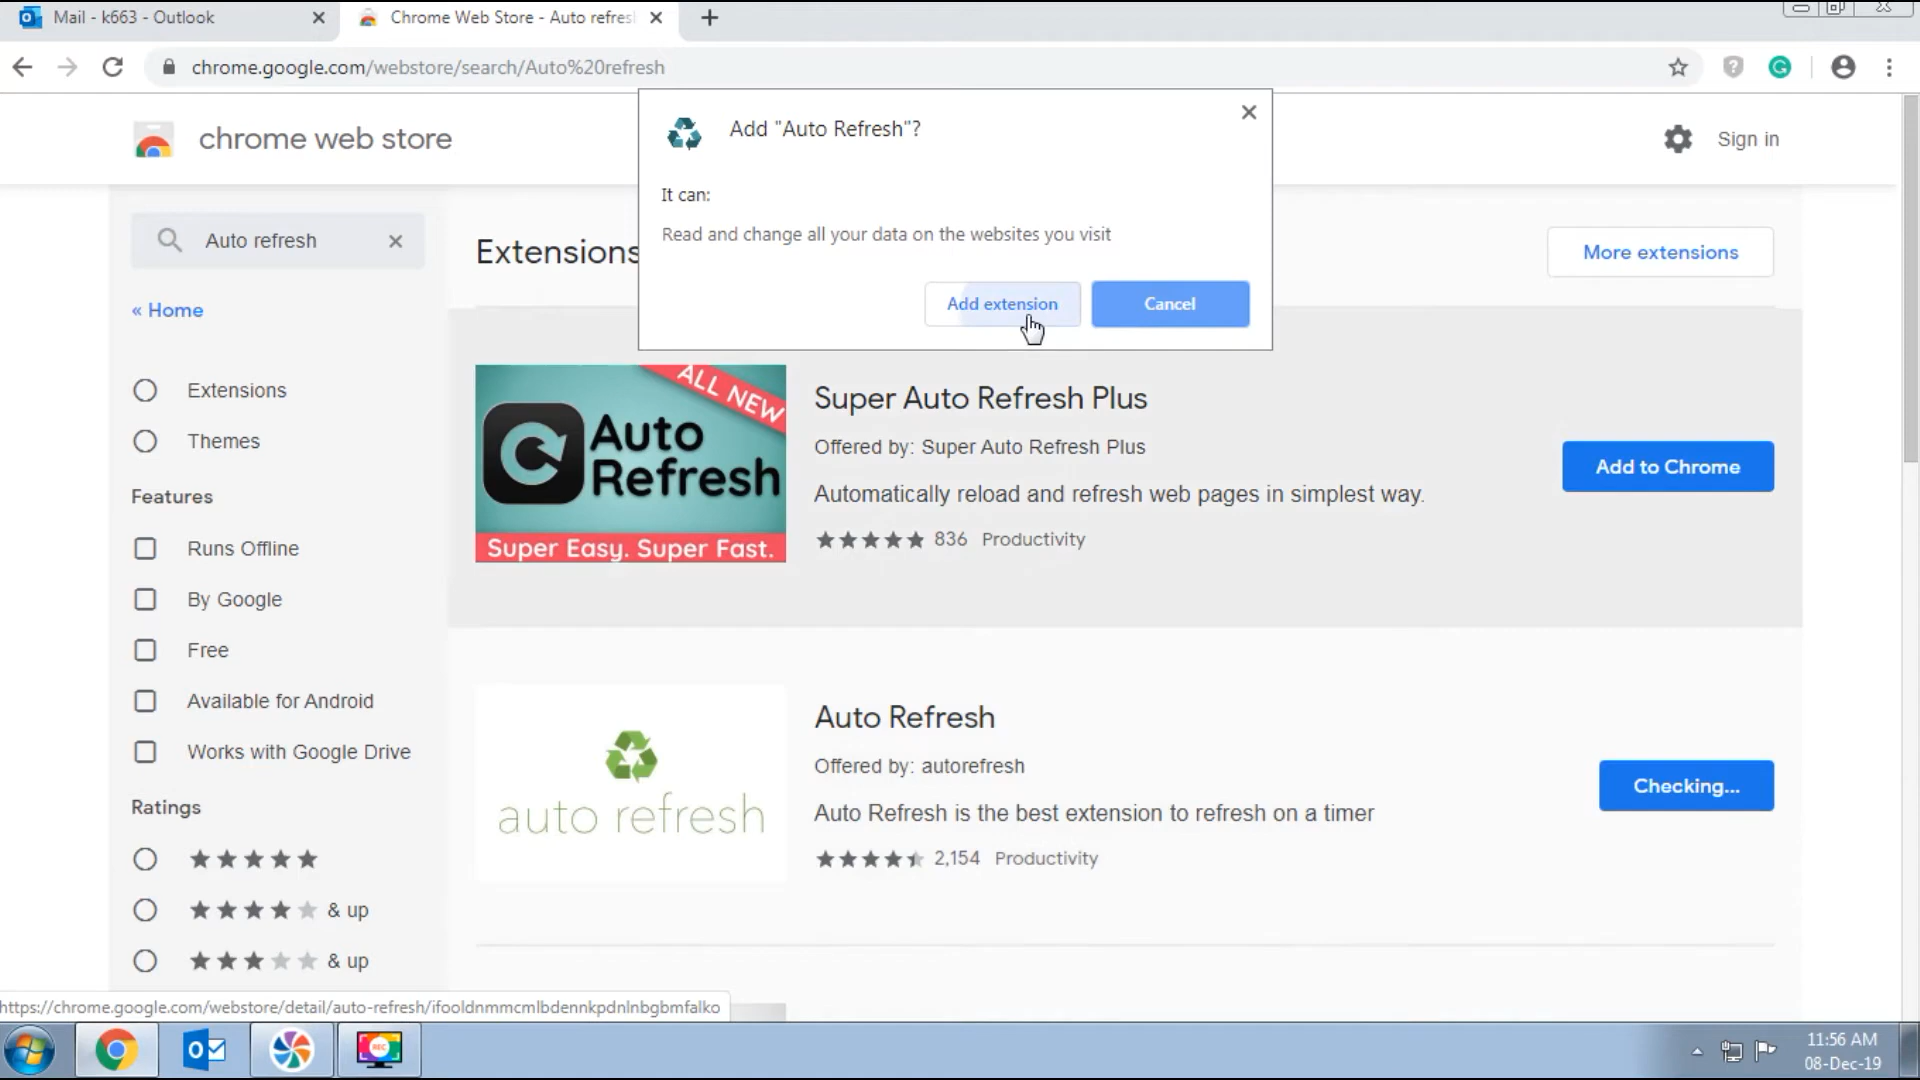 Mail - k663 - Outlook
Chrome Web Store - Auto refres
chrome.google.com/webstore/search/Auto%20refresh
chrome web store
Sign in
Add "Auto Refresh"?
It can:
Read and change all your data on the websites you visit
Add extension
Cancel
Auto refresh
« Home
Extensions
Themes
Features
Runs Offline
By Google
Free
Available for Android
Works with Google Drive
Ratings
& up
& up
Extensions
More extensions
ALL NEW
Auto
Refresh
Super Easy. Super Fast.
Super Auto Refresh Plus
Offered by: Super Auto Refresh Plus
Automatically reload and refresh web pages in simplest way.
836 Productivity
Add to Chrome
auto refresh
Auto Refresh
Offered by: autorefresh
Auto Refresh is the best extension to refresh on a timer
2,154 Productivity
Checking...
https://chrome.google.com/webstore/detail/auto-refresh/ifooldnmmcmlbdennkpdnlnbgbmfalko
REC
11:56 AM
08-Dec-19